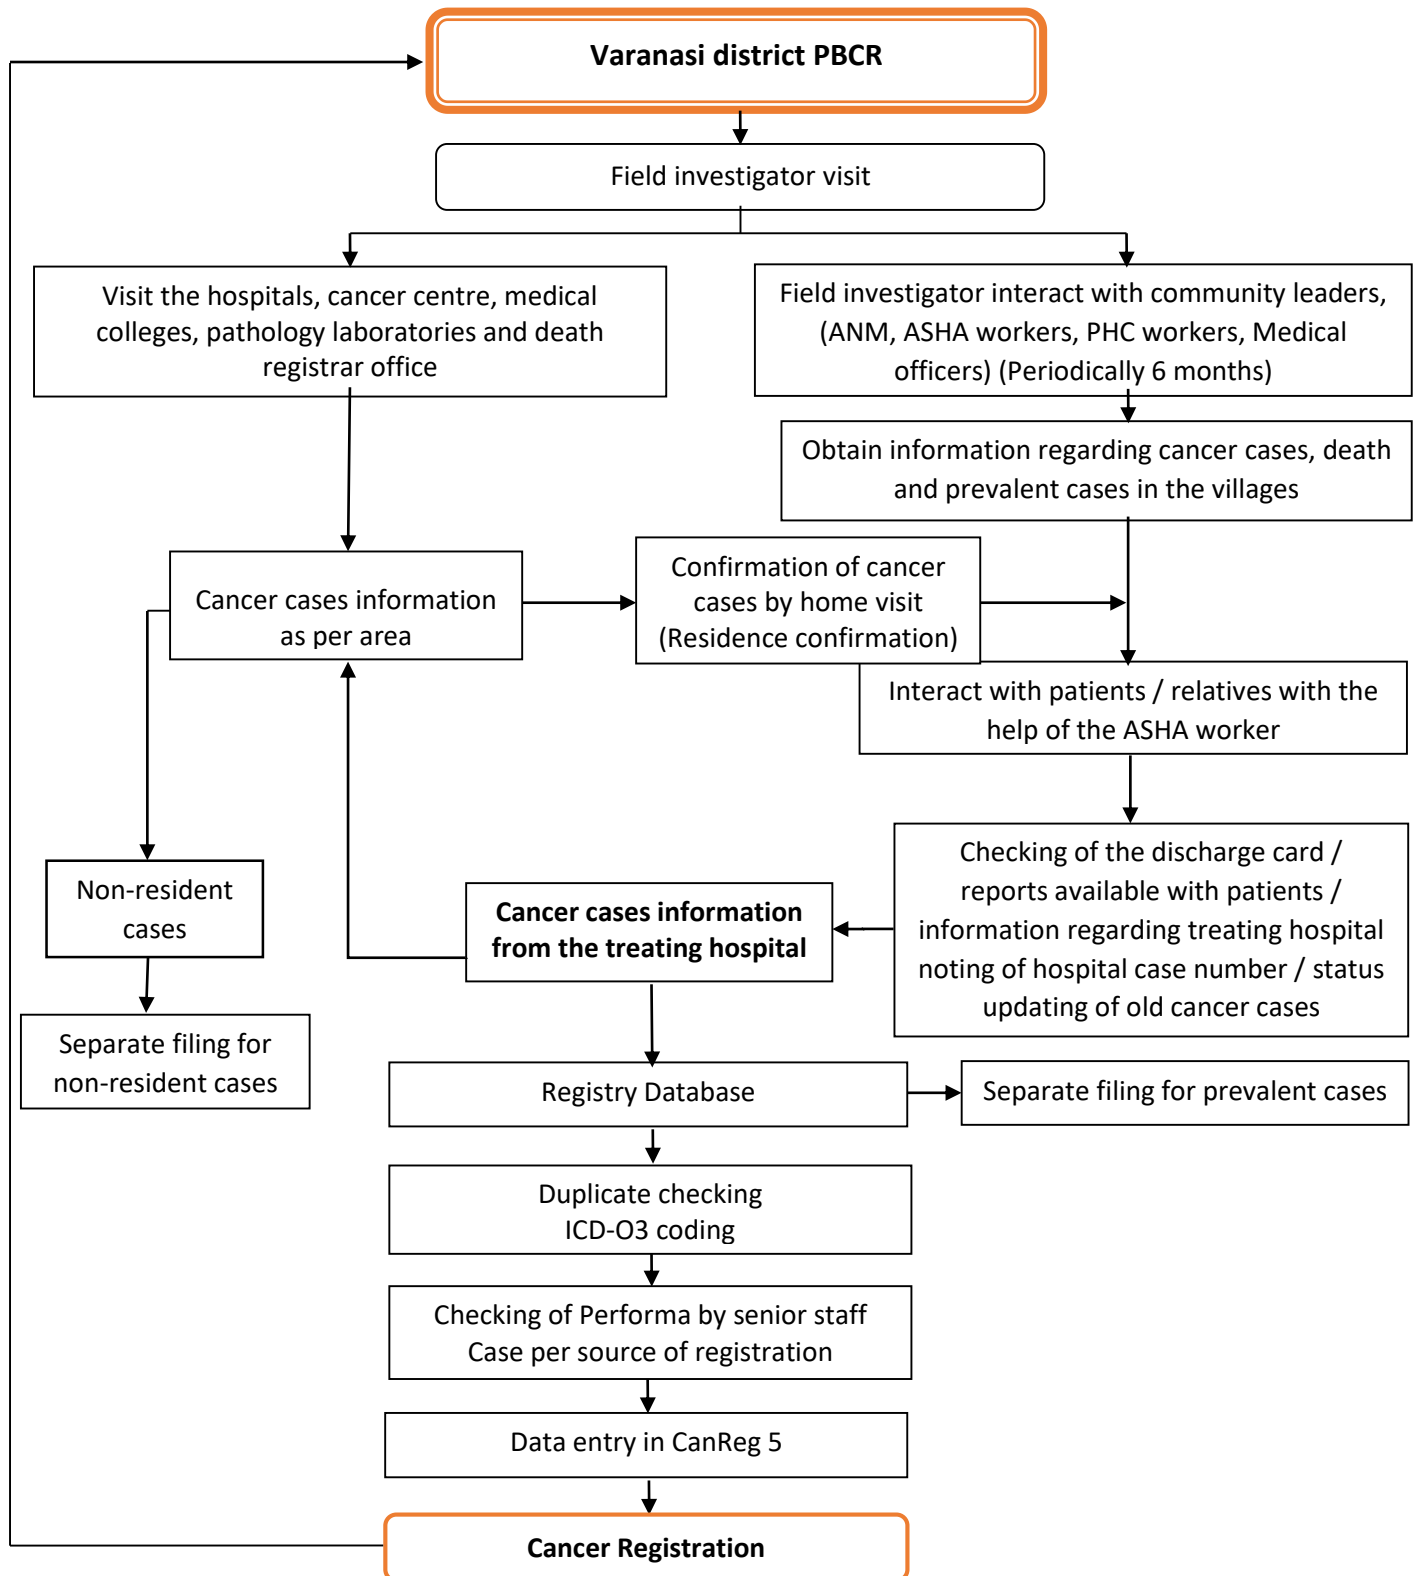 Varanasi district PBCR
Field investigator visit
Visit the hospitals, cancer centre, medical
colleges, pathology laboratories and death
registrar office
Field investigator interact with community leaders,
(ANM, ASHA workers, PHC workers, Medical
officers) (Periodically 6 months)
Obtain information regarding cancer cases, death
and prevalent cases in the villages
Cancer cases information
as per area
Confirmation of cancer
cases by home visit
(Residence confirmation)
Interact with patients / relatives with the
help of the ASHA worker
Non-resident
cases
Cancer cases information
from the treating hospital
Checking of the discharge card /
reports available with patients /
information regarding treating hospital
noting of hospital case number / status
updating of old cancer cases
Separate filing for
non-resident cases
Registry Database
Separate filing for prevalent cases
Duplicate checking
ICD-O3 coding
Checking of Performa by senior staff
Case per source of registration
Data entry in CanReg 5
Cancer Registration